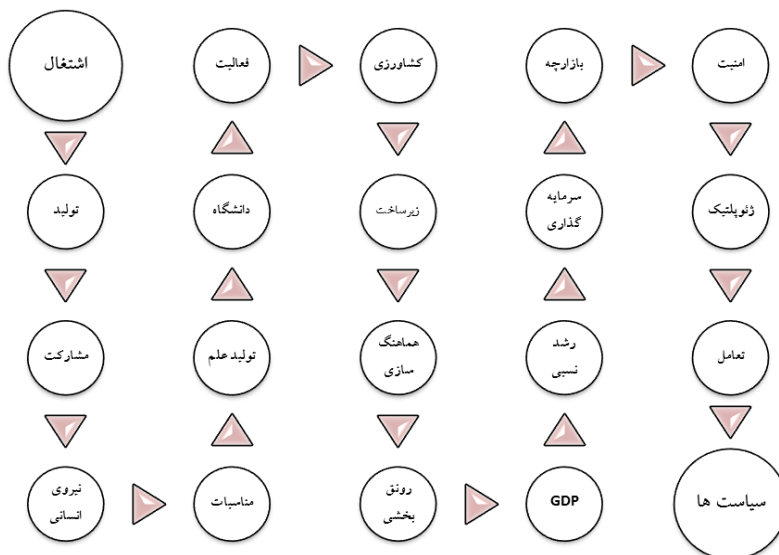 اشتغال
تولید
مشارکت
نیروی
انسانی
مناسبات
تولید علم
دانشگاه
فعالیت
کشاورزی
زیرساخت
هماهنگ
سازی
رونق
بخشی
GDP
رشد
نسبی
سرمایه
گذاری
بازارچه
امنیت
ژئوپلتیک
تعامل
سیاست ها